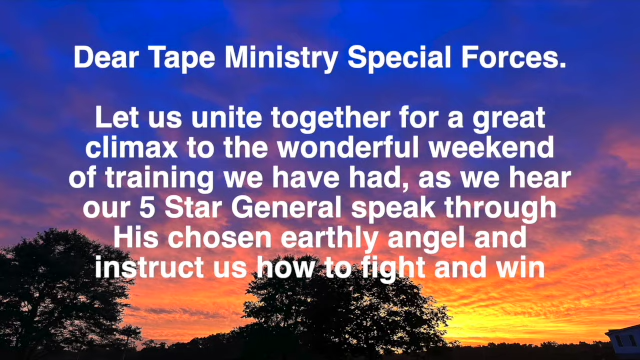 Dear Tape Ministry Special Forces.
Let us unite together for a great
climax to the wonderful weekend
of training we have had, as we hear
our 5 Star General speak through
His chosen earthly angel and
instruct us how to fight and win